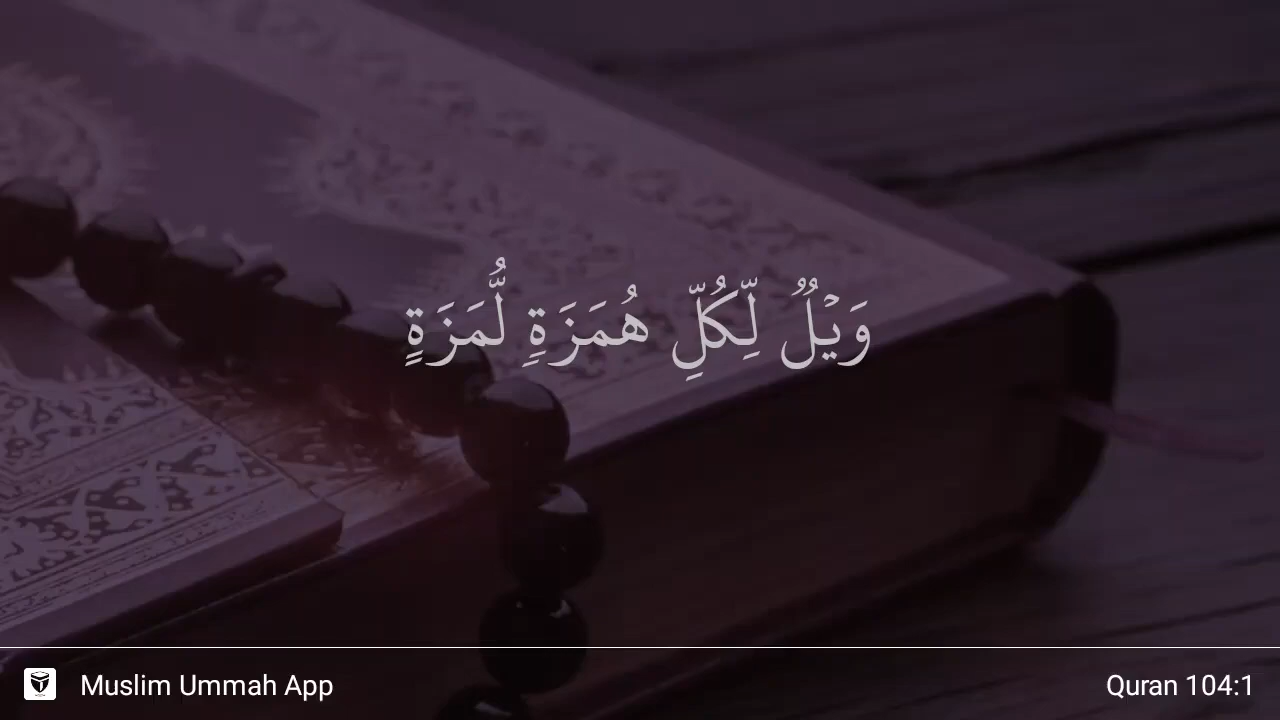 وَيْلٌ لِّكُلِّ هُمَزَةٍ لُّمَزَةٍ
Muslim Ummah App
Quran 104:1